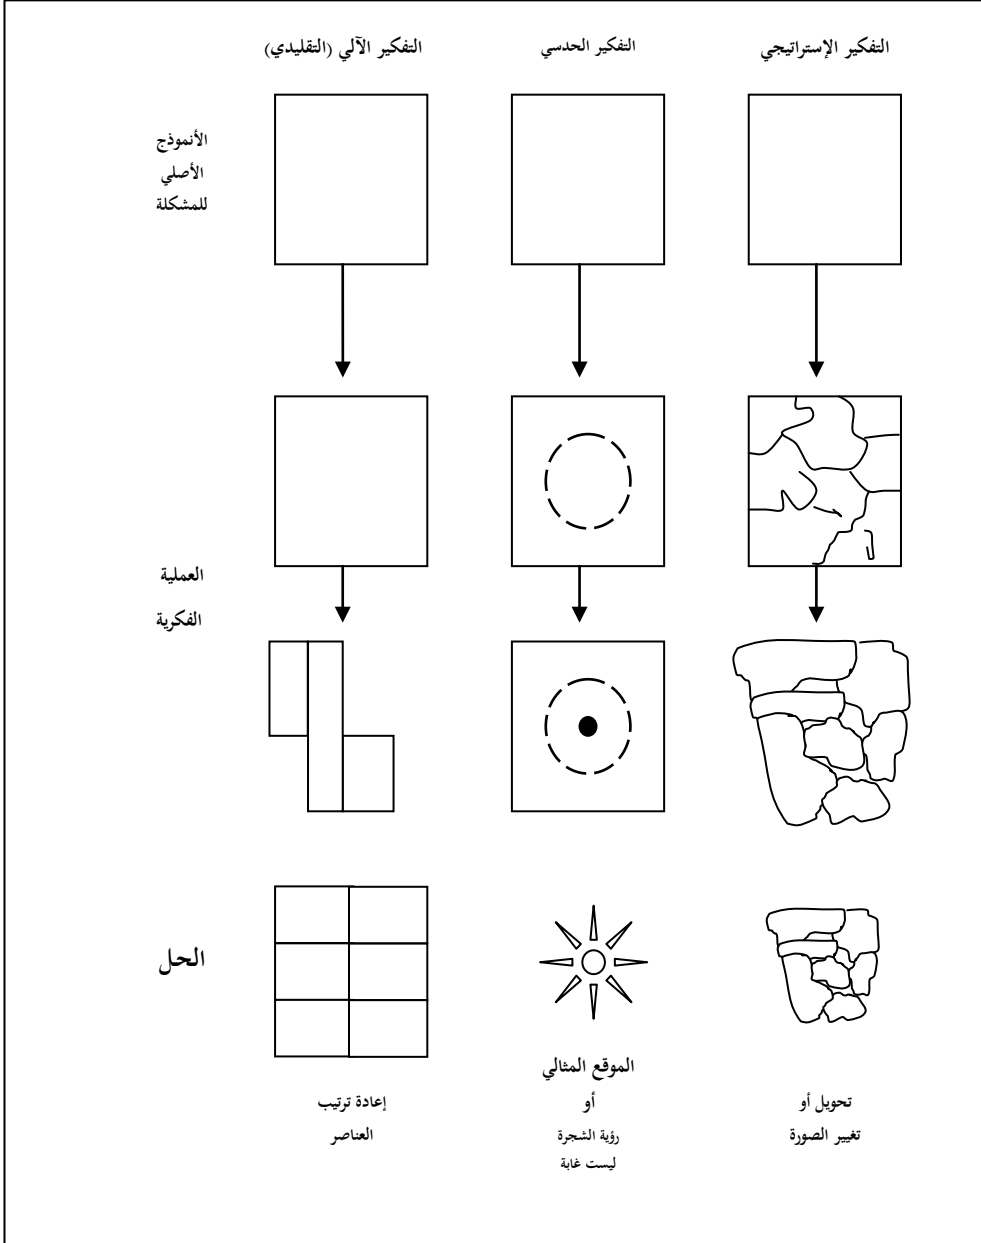 التفكير الإستراتيجي
التفكير الحدسي
التفكير الآلي (التقليدي)
الأنموذج
الأصلي
للمشكلة
العملية
الفكرية
الحل
تحويل أو
تغيير الصورة
الموقع المثالي
أو
رؤية الشجرة
ليست غابة
إعادة ترتيب
العناصر